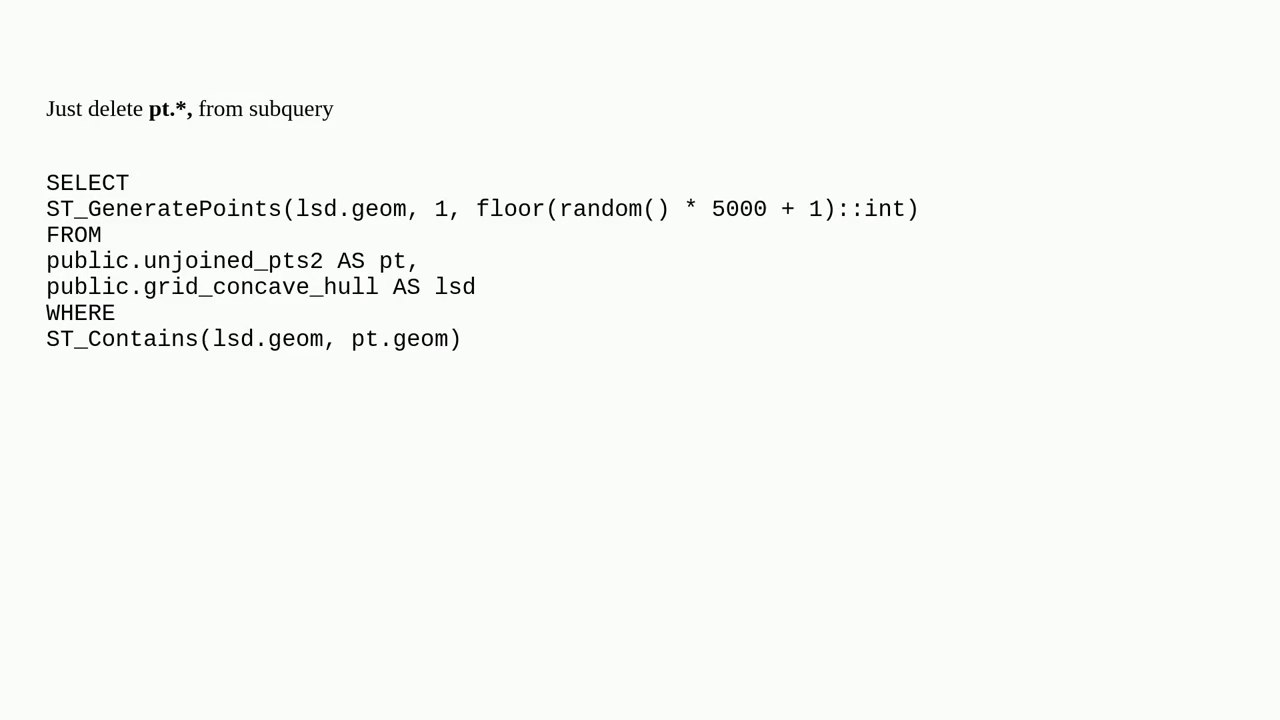 Just delete pt.*, from subquery
SELECT
ST_GeneratePoints(lsd.geom, 1, floor(random() * 5000 + 1)::int)
FROM
public.unjoined_pts2 AS pt,
public.grid_concave_hull AS lsd
WHERE
ST_Contains(lsd.geom, pt.geom)